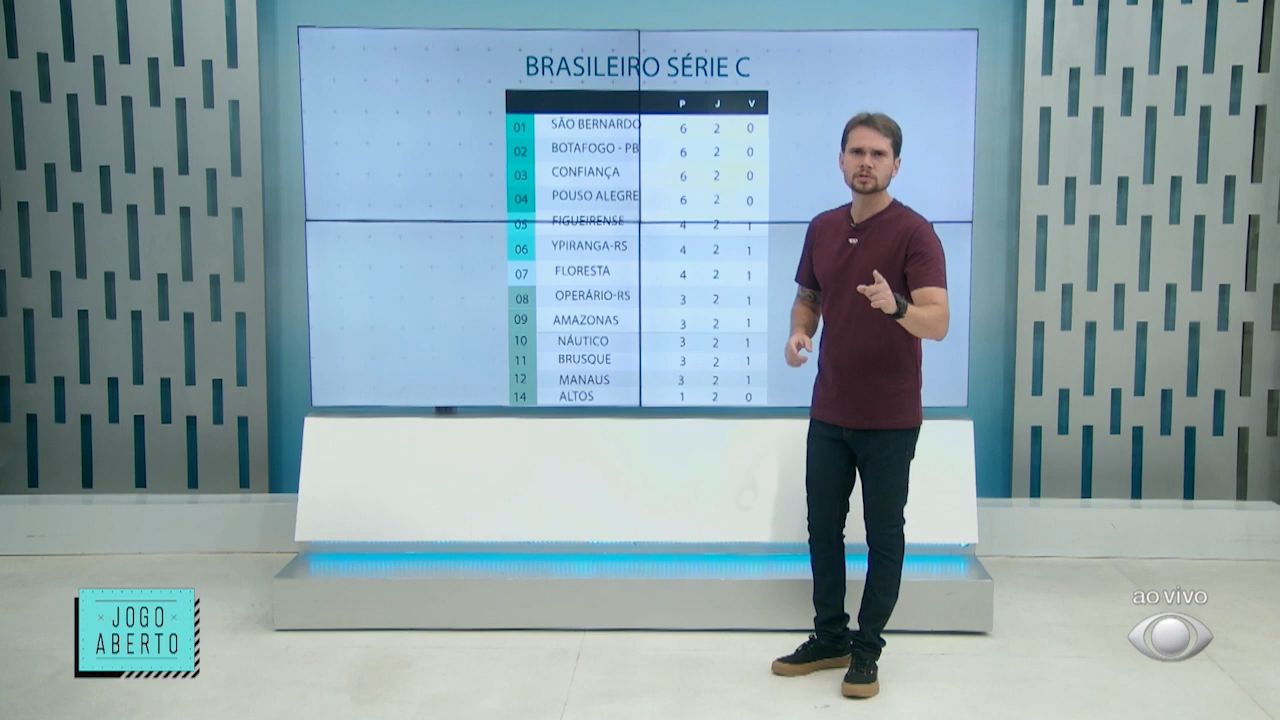 BRASILEIRO SÉRIE C
P J V
01 SÃO BERNARDO 6 2 0
02 BOTAFOGO - PB 6 2 0
03 CONFIANÇA 6 2 0
04 POUSO ALEGRE 6 2 0
05 FIGUEIRENSE 4 2 1
06 YPIRANGA-RS 4 2 1
07 FLORESTA 4 2 1
08 OPERÁRIO-RS 3 2 1
09 AMAZONAS 3 2 1
10 NÁUTICO 3 2 1
11 BRUSQUE 3 2 1
12 MANAUS 3 2 1
14 ALTOS 1 2 0
JOGO
ABERTO
ao vivo